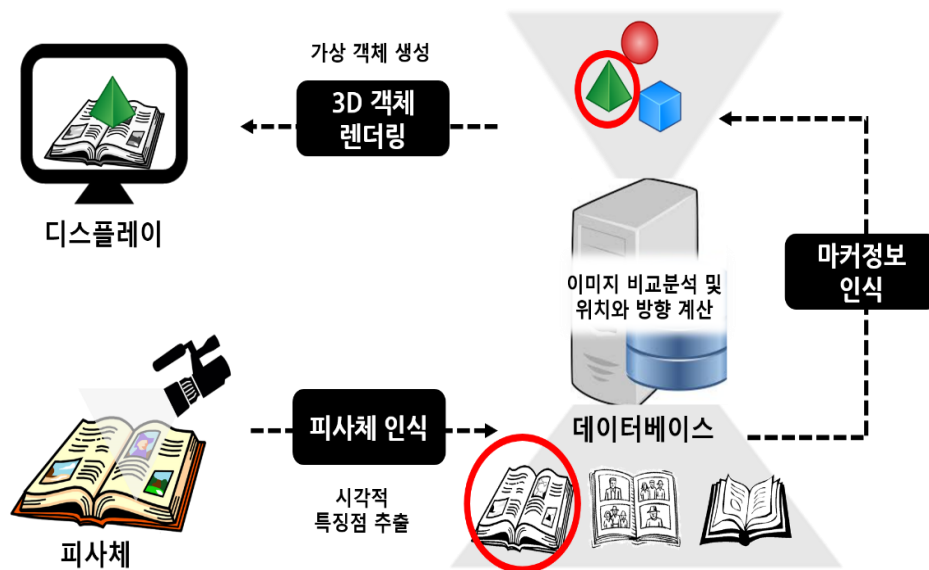 가상 객체 생성
3D 객체
렌더링
디스플레이
이미지 비교분석 및
위치와 방향 계산
마커정보
인식
피사체 인식
데이터베이스
시각적
특징점 추출
피사체